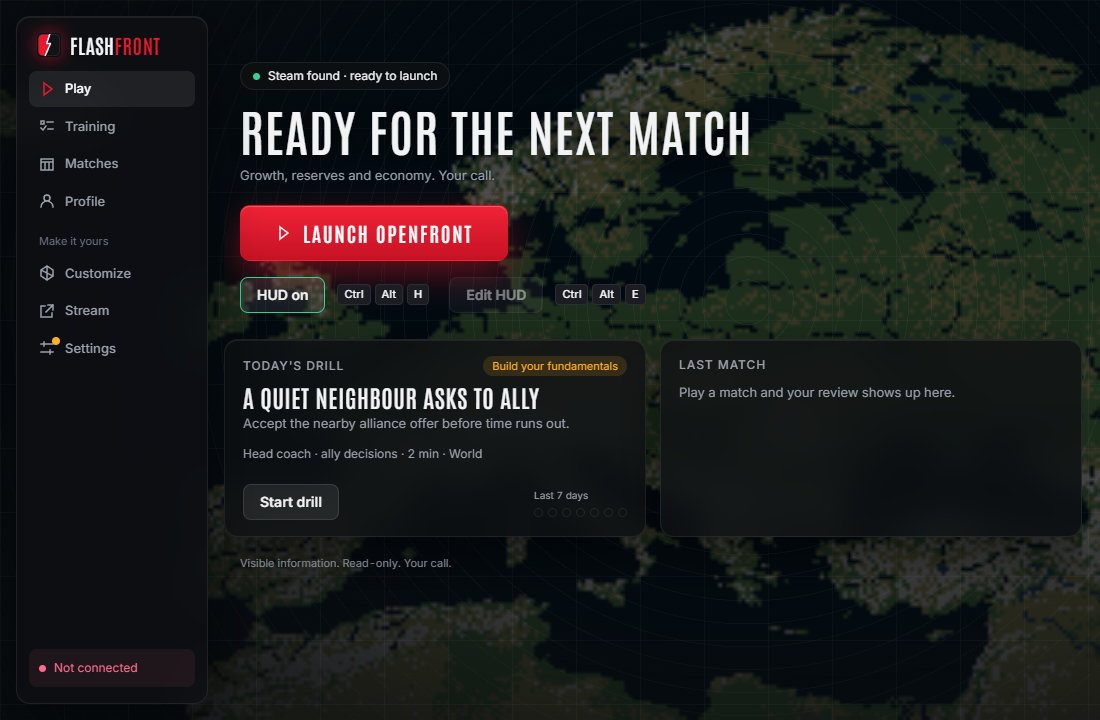 FLASHFRONT
Play
Training
Matches
Profile
Make it yours
Customize
Stream
Settings
Not connected
Steam found · ready to launch
READY FOR THE NEXT MATCH
Growth, reserves and economy. Your call.
LAUNCH OPENFRONT
HUD on Ctrl Alt H Edit HUD Ctrl Alt E
TODAY'S DRILL Build your fundamentals
A QUIET NEIGHBOUR ASKS TO ALLY
Accept the nearby alliance offer before time runs out.
Head coach · ally decisions · 2 min · World
Start drill
Last 7 days
LAST MATCH
Play a match and your review shows up here.
Visible information. Read-only. Your call.